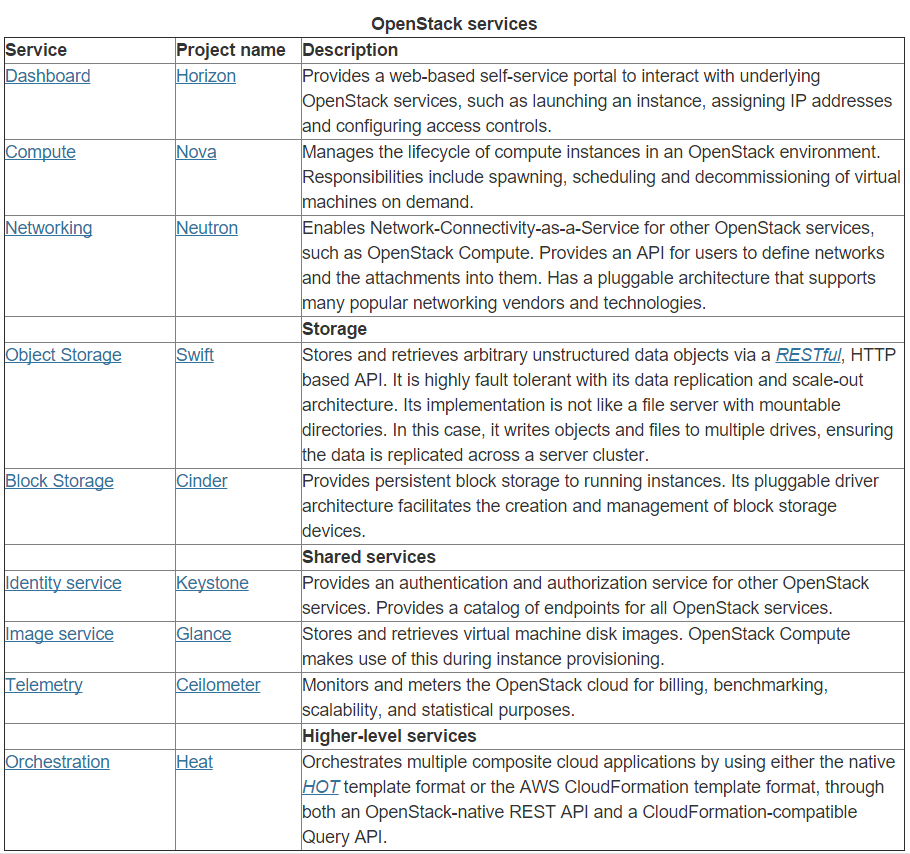 OpenStack services
Service Project name Description
Dashboard Horizon Provides a web-based self-service portal to interact with underlying
OpenStack services, such as launching an instance, assigning IP addresses
and configuring access controls.
Compute Nova Manages the lifecycle of compute instances in an OpenStack environment.
Responsibilities include spawning, scheduling and decommissioning of virtual
machines on demand.
Networking Neutron Enables Network-Connectivity-as-a-Service for other OpenStack services,
such as OpenStack Compute. Provides an API for users to define networks
and the attachments into them. Has a pluggable architecture that supports
many popular networking vendors and technologies.
Storage
Object Storage Swift Stores and retrieves arbitrary unstructured data objects via a RESTful, HTTP
based API. It is highly fault tolerant with its data replication and scale-out
architecture. Its implementation is not like a file server with mountable
directories. In this case, it writes objects and files to multiple drives, ensuring
the data is replicated across a server cluster.
Block Storage Cinder Provides persistent block storage to running instances. Its pluggable driver
architecture facilitates the creation and management of block storage
devices.
Shared services
Identity service Keystone Provides an authentication and authorization service for other OpenStack
services. Provides a catalog of endpoints for all OpenStack services.
Image service Glance Stores and retrieves virtual machine disk images. OpenStack Compute
makes use of this during instance provisioning.
Telemetry Ceilometer Monitors and meters the OpenStack cloud for billing, benchmarking,
scalability, and statistical purposes.
Higher-level services
Orchestration Heat Orchestrates multiple composite cloud applications by using either the native
HOT template format or the AWS CloudFormation template format, through
both an OpenStack-native REST API and a CloudFormation-compatible
Query API.